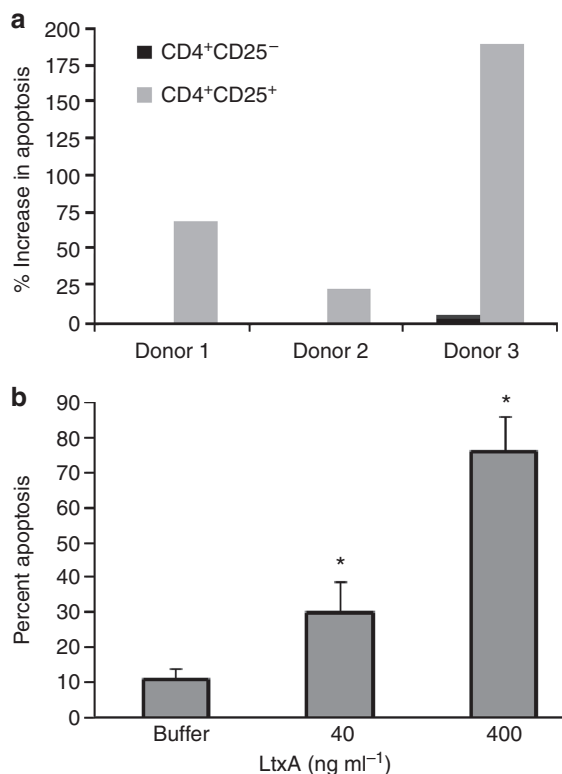 a
% Increase in apoptosis
200
175
150
125
100
75
50
25
0
CD4⁺CD25⁻
CD4⁺CD25⁺
Donor 1 Donor 2 Donor 3
b
Percent apoptosis
90
80
70
60
50
40
30
20
10
0
*
*
Buffer 40 400
LtxA (ng ml⁻¹)